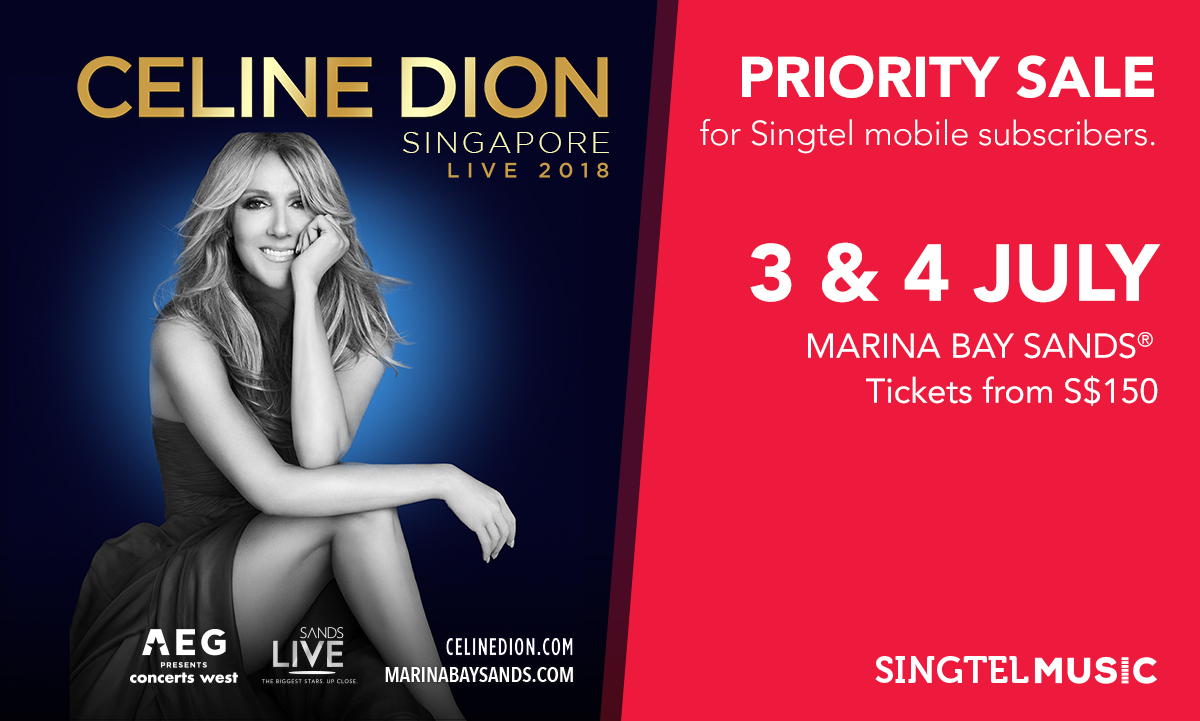 CELINE DION
SINGAPORE
LIVE 2018
AEG
PRESENTS
concerts west
SANDS
LIVE
THE BIGGEST STARS. UP CLOSE.
CELINEDION.COM
MARINABAYSANDS.COM
PRIORITY SALE
for Singtel mobile subscribers.
3 & 4 JULY
MARINA BAY SANDS®
Tickets from S$150
SINGTEL MUSIC